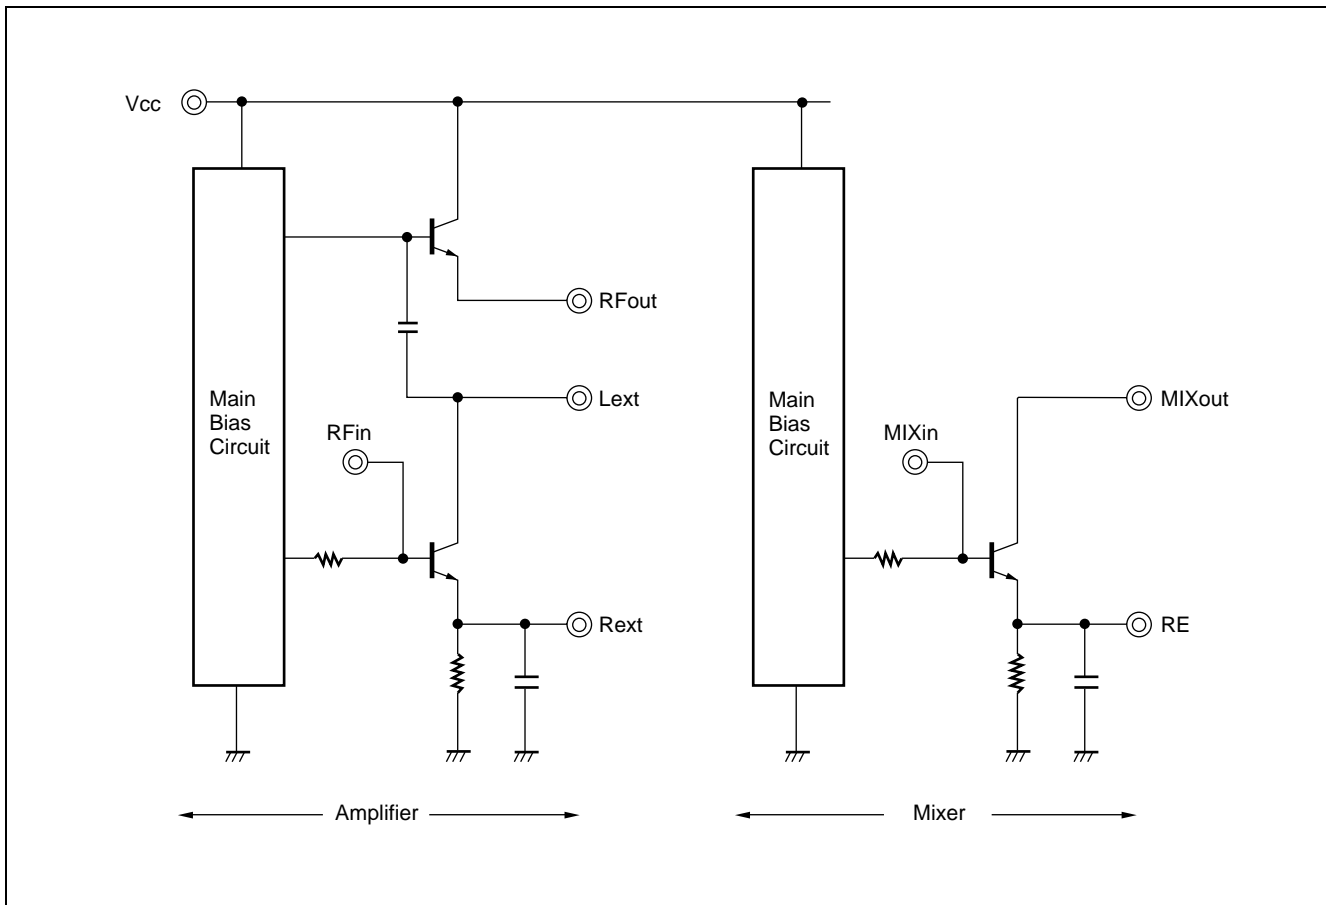 Vcc
RFout
Main
Bias
Circuit
Lext
RFin
Rext
Amplifier
Main
Bias
Circuit
MIXout
MIXin
RE
Mixer